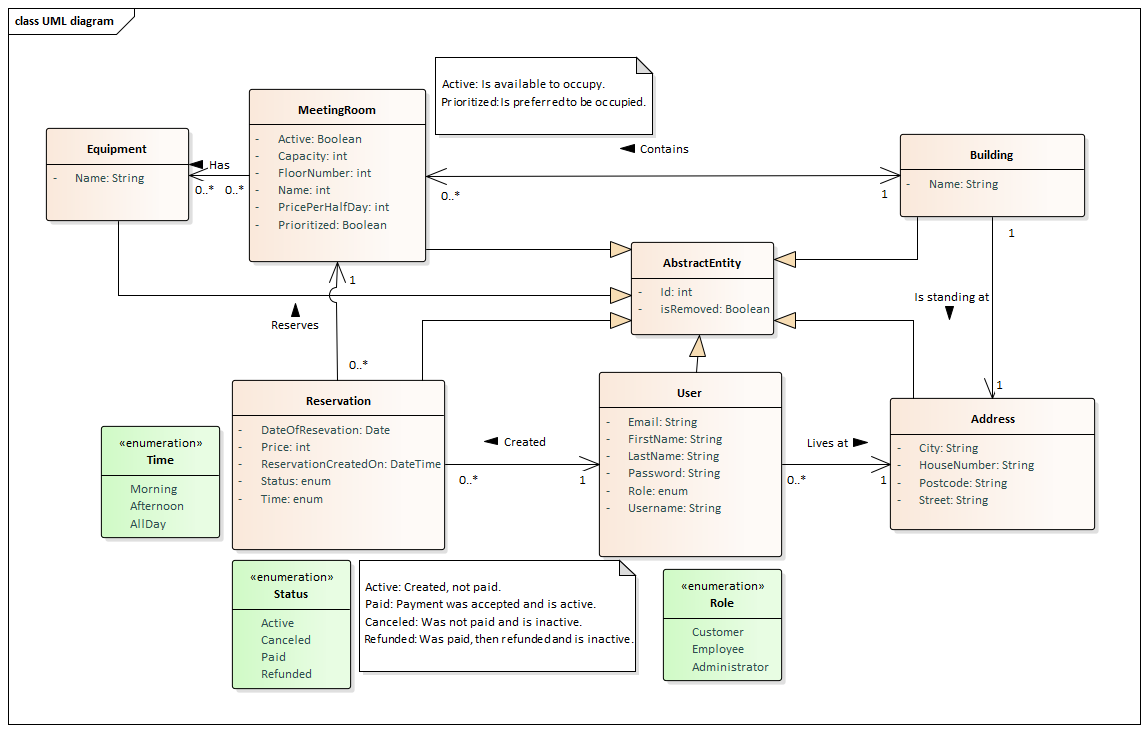 class UML diagram
Active: Is available to occupy.
Prioritized: Is preferred to be occupied.
MeetingRoom
- Active: Boolean
- Capacity: int
- FloorNumber: int
- Name: int
- PricePerHalfDay: int
- Prioritized: Boolean
Equipment
- Name: String
Has
0..* 0..*
Contains
0..*
1
Building
- Name: String
1
AbstractEntity
- Id: int
- isRemoved: Boolean
Is standing at
1
1
Reserves
0..*
Reservation
- DateOfResevation: Date
- Price: int
- ReservationCreatedOn: DateTime
- Status: enum
- Time: enum
Created
0..*
1
User
- Email: String
- FirstName: String
- LastName: String
- Password: String
- Role: enum
- Username: String
Lives at
0..*
1
Address
- City: String
- HouseNumber: String
- Postcode: String
- Street: String
«enumeration»
Time
Morning
Afternoon
AllDay
«enumeration»
Status
Active
Canceled
Paid
Refunded
Active: Created, not paid.
Paid: Payment was accepted and is active.
Canceled: Was not paid and is inactive.
Refunded: Was paid, then refunded and is inactive.
«enumeration»
Role
Customer
Employee
Administrator